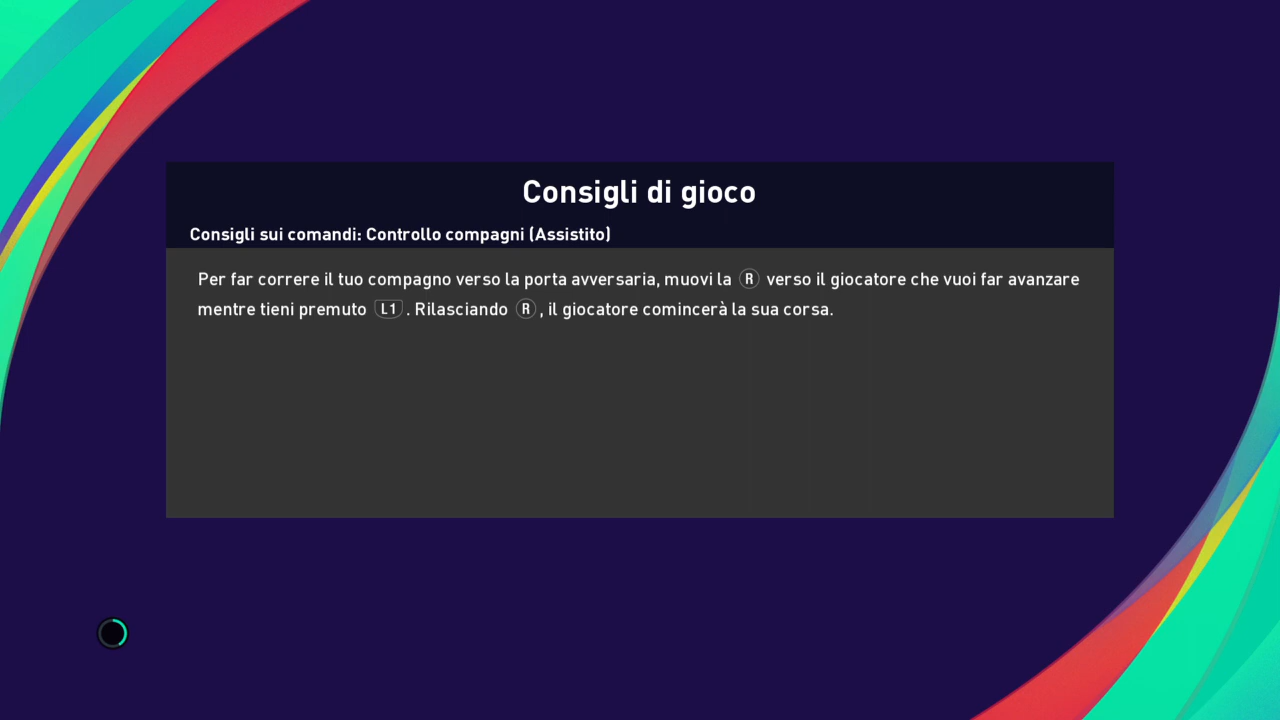 Consigli di gioco
Consigli sui comandi: Controllo compagni (Assistito)
Per far correre il tuo compagno verso la porta avversaria, muovi la R verso il giocatore che vuoi far avanzare
mentre tieni premuto L1. Rilasciando R, il giocatore comincerà la sua corsa.